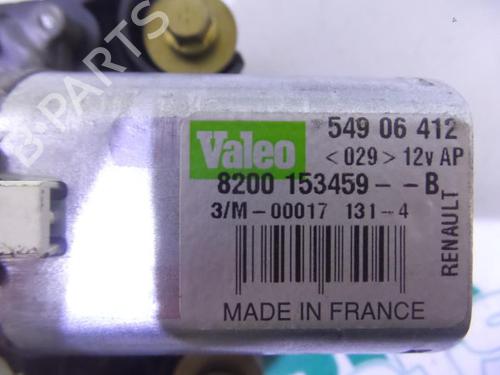 Valeo
549 06 412
<029> 12v AP
8200 153459--B
3/M-00017 131-4
RENAULT
MADE IN FRANCE
B-PARTS